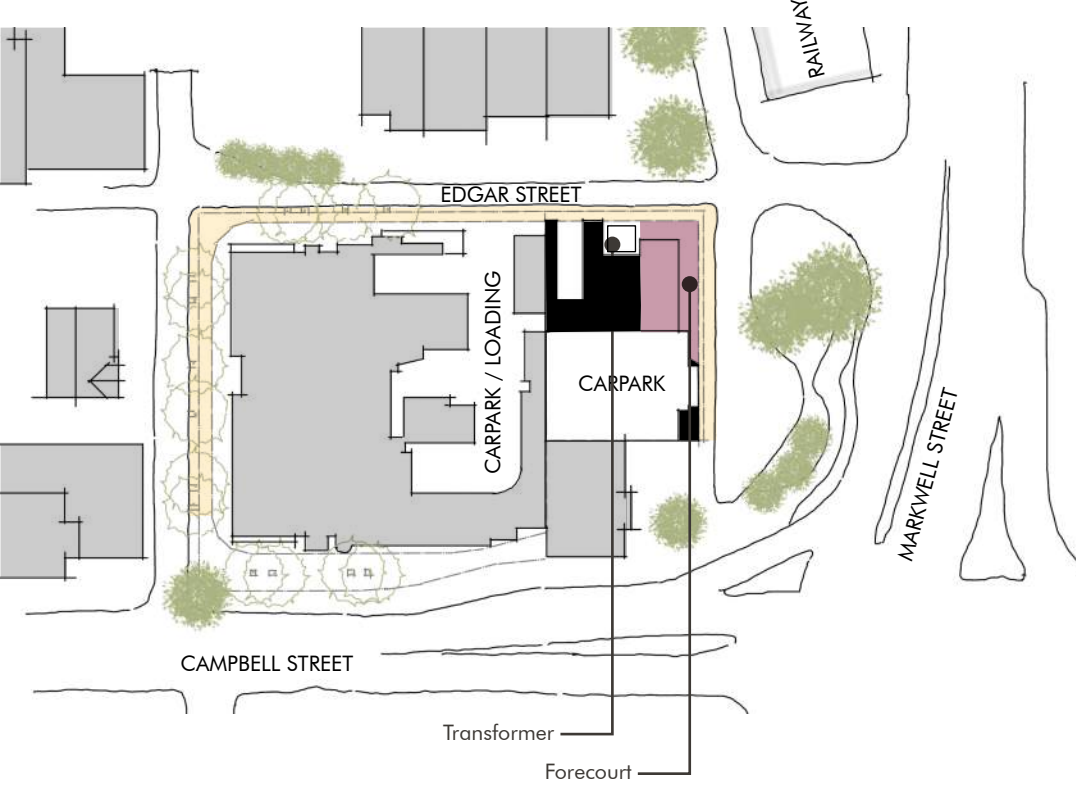 RAILWAY
EDGAR STREET
CARPARK / LOADING
CARPARK
MARKWELL STREET
CAMPBELL STREET
Transformer
Forecourt